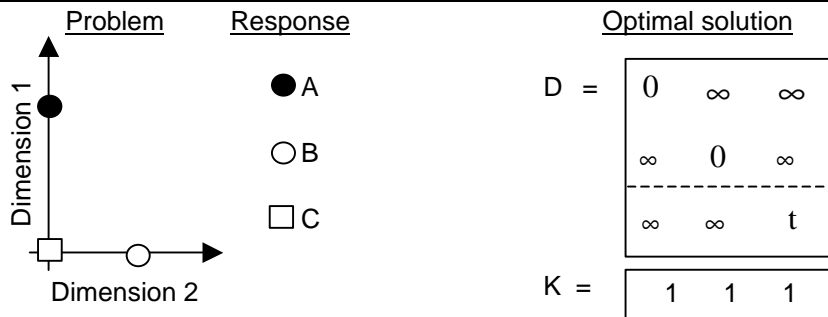 Problem Response Optimal solution
Dimension 1
A
B
C
Dimension 2
D =
0 ∞ ∞
∞ 0 ∞
∞ ∞ t
K =
1 1 1